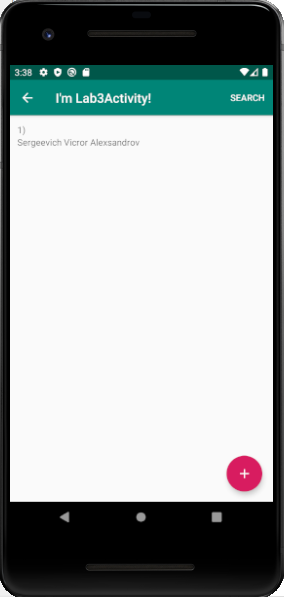 3:38
I'm Lab3Activity!
SEARCH
1)
Sergeevich Vicror Alexsandrov